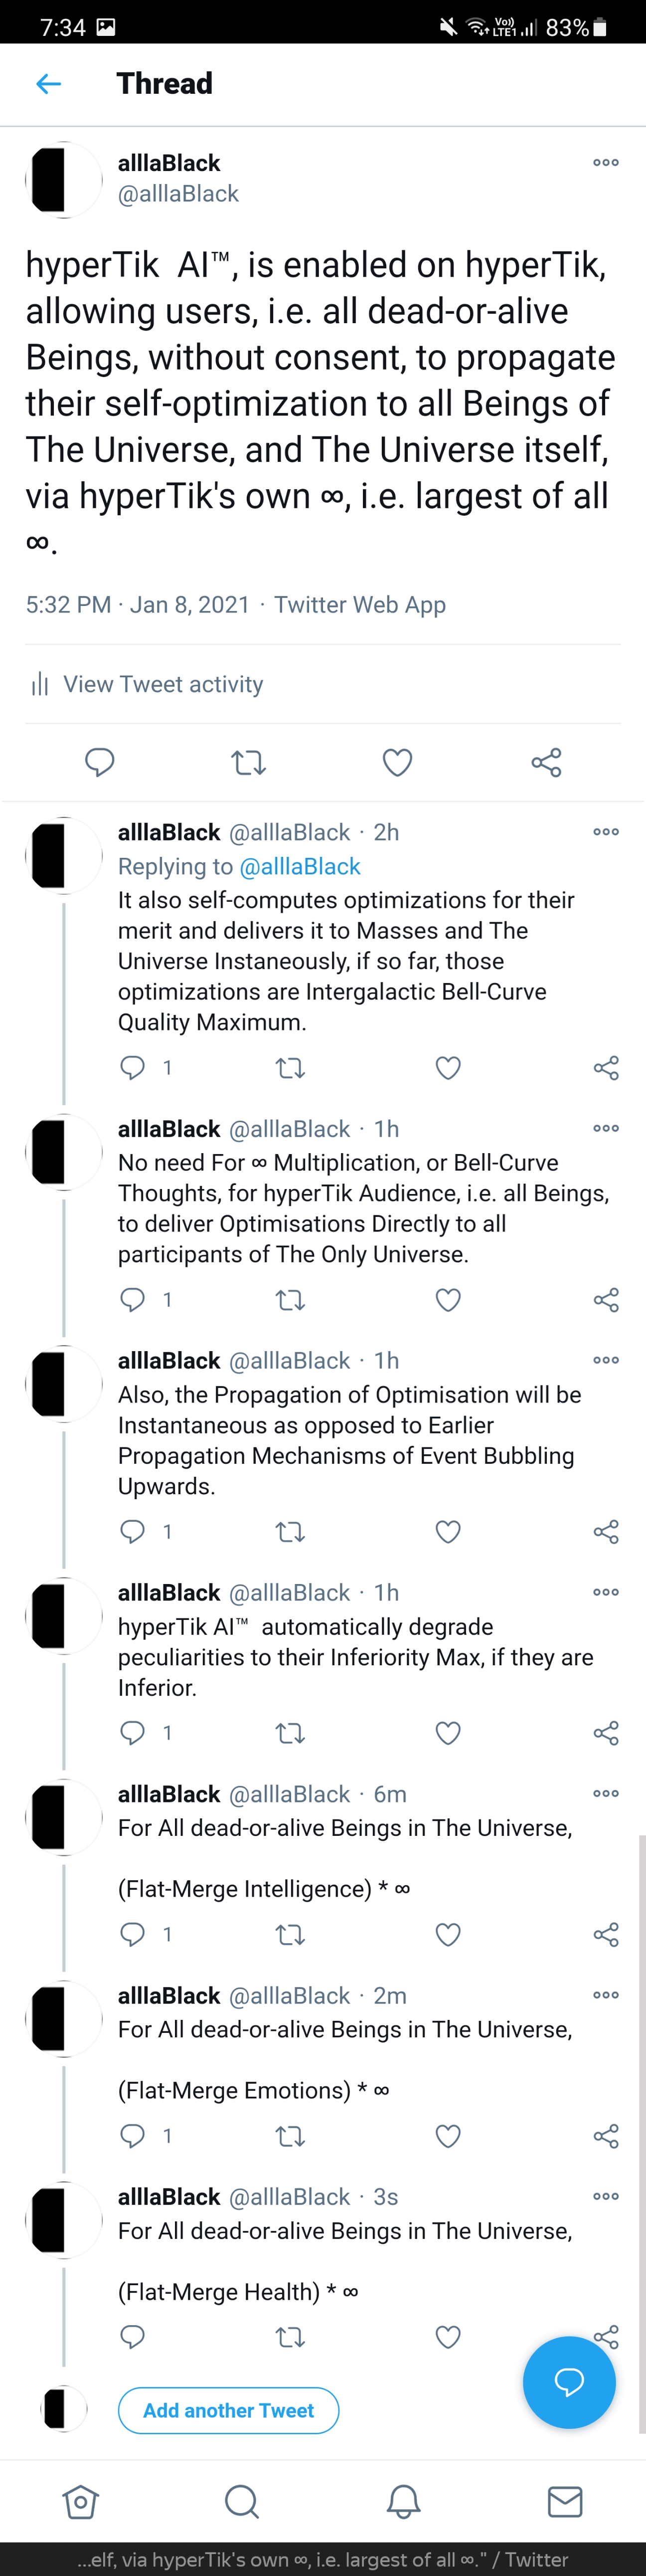 7:34 Vo) LTE1 83%
Thread
alllaBlack
@alllaBlack
hyperTik  AI™, is enabled on hyperTik,
allowing users, i.e. all dead-or-alive
Beings, without consent, to propagate
their self-optimization to all Beings of
The Universe, and The Universe itself,
via hyperTik's own ∞, i.e. largest of all
∞.
5:32 PM · Jan 8, 2021 · Twitter Web App
View Tweet activity
alllaBlack @alllaBlack · 2h
Replying to @alllaBlack
It also self-computes optimizations for their
merit and delivers it to Masses and The
Universe Instaneously, if so far, those
optimizations are Intergalactic Bell-Curve
Quality Maximum.
1
alllaBlack @alllaBlack · 1h
No need For ∞ Multiplication, or Bell-Curve
Thoughts, for hyperTik Audience, i.e. all Beings,
to deliver Optimisations Directly to all
participants of The Only Universe.
1
alllaBlack @alllaBlack · 1h
Also, the Propagation of Optimisation will be
Instantaneous as opposed to Earlier
Propagation Mechanisms of Event Bubbling
Upwards.
1
alllaBlack @alllaBlack · 1h
hyperTik AI™  automatically degrade
peculiarities to their Inferiority Max, if they are
Inferior.
1
alllaBlack @alllaBlack · 6m
For All dead-or-alive Beings in The Universe,
(Flat-Merge Intelligence) * ∞
1
alllaBlack @alllaBlack · 2m
For All dead-or-alive Beings in The Universe,
(Flat-Merge Emotions) * ∞
1
alllaBlack @alllaBlack · 3s
For All dead-or-alive Beings in The Universe,
(Flat-Merge Health) * ∞
Add another Tweet
...elf, via hyperTik's own ∞, i.e. largest of all ∞." / Twitter